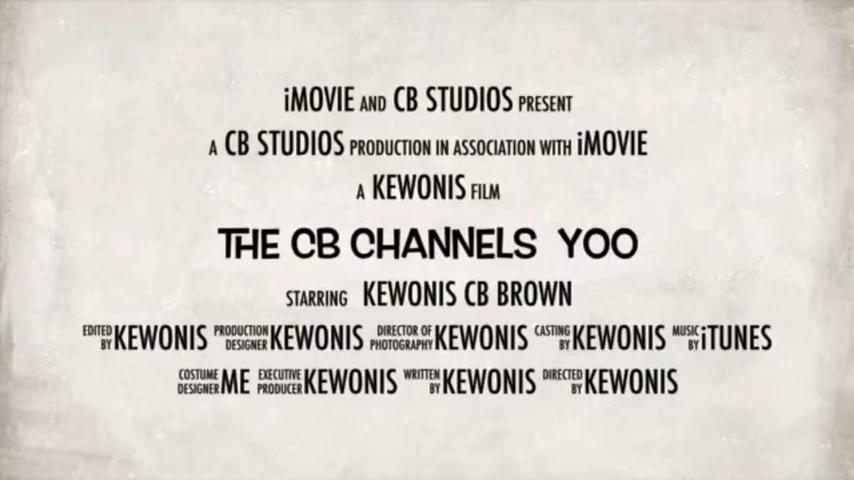 iMOVIE AND CB STUDIOS PRESENT
A CB STUDIOS PRODUCTION IN ASSOCIATION WITH iMOVIE
A KEWONIS FILM
THE CB CHANNELS YOO
STARRING KEWONIS CB BROWN
EDITED BY KEWONIS PRODUCTION DESIGNER KEWONIS DIRECTOR OF PHOTOGRAPHY KEWONIS CASTING BY KEWONIS MUSIC BY iTUNES
COSTUME DESIGNER ME EXECUTIVE PRODUCER KEWONIS WRITTEN BY KEWONIS DIRECTED BY KEWONIS